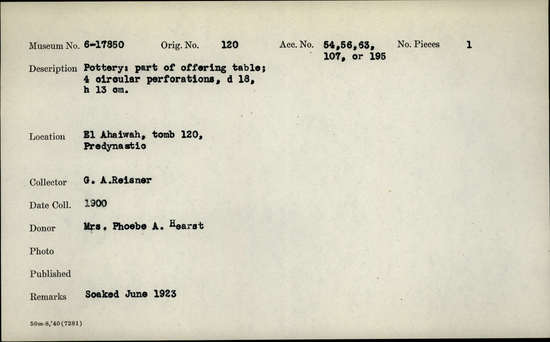 Museum No. 6-17850 Orig. No. 120 Acc. No. 54,56,63, No. Pieces 1
107, or 195
Description Pottery: part of offering table;
4 circular perforations, d 18,
h 13 cm.
Location El Ahaiwah, tomb 120,
Predynastic
Collector G. A.Reisner
Date Coll. 1900
Donor Mrs. Phoebe A. Hearst
Photo
Published
Remarks Soaked June 1923
50m-8,'40(7281)